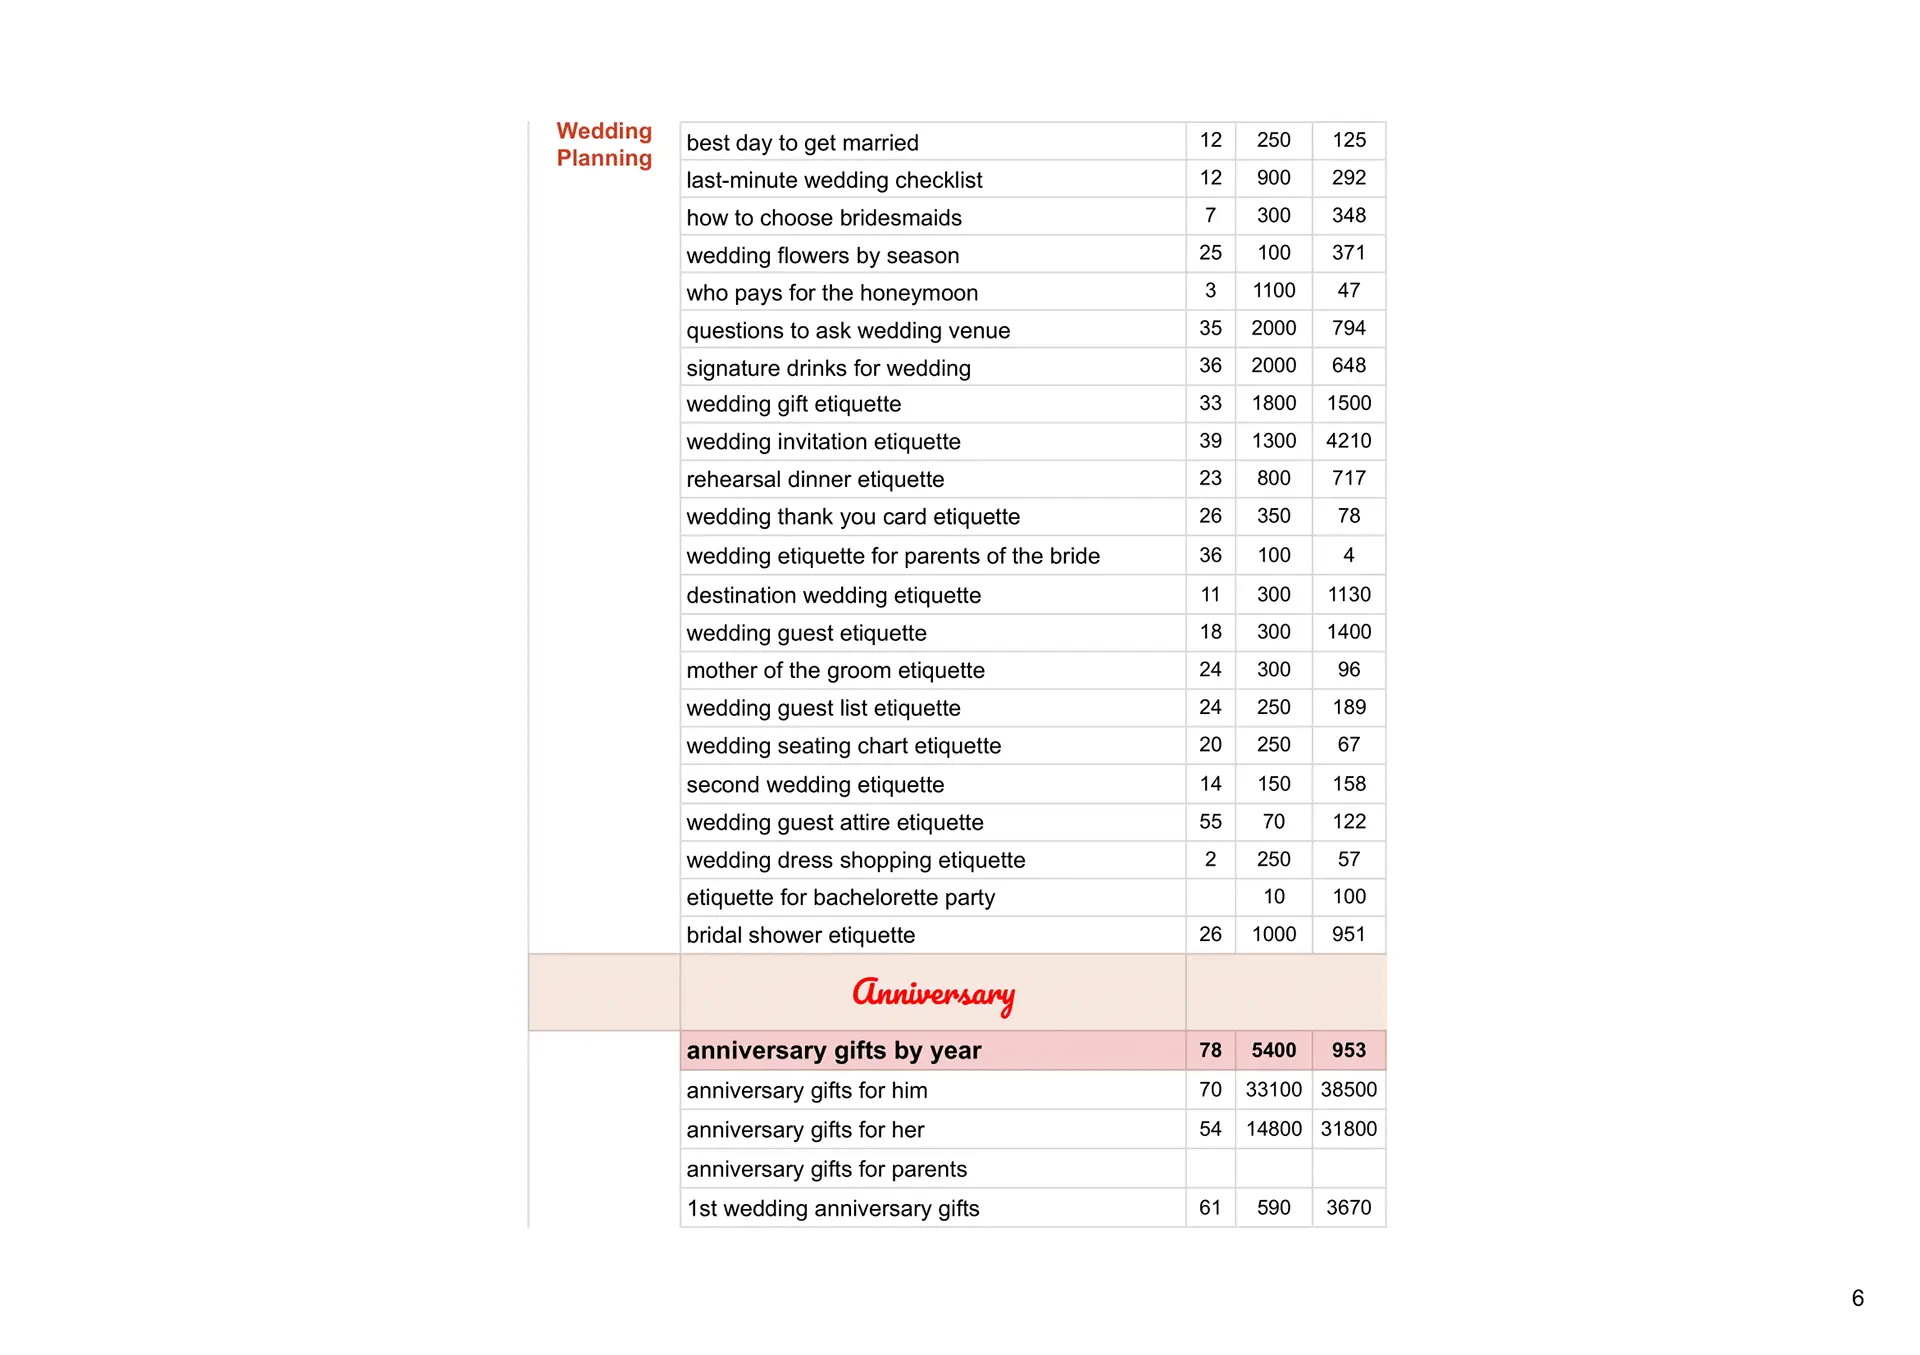 Wedding
Planning
best day to get married 12 250 125
last-minute wedding checklist 12 900 292
how to choose bridesmaids 7 300 348
wedding flowers by season 25 100 371
who pays for the honeymoon 3 1100 47
questions to ask wedding venue 35 2000 794
signature drinks for wedding 36 2000 648
wedding gift etiquette 33 1800 1500
wedding invitation etiquette 39 1300 4210
rehearsal dinner etiquette 23 800 717
wedding thank you card etiquette 26 350 78
wedding etiquette for parents of the bride 36 100 4
destination wedding etiquette 11 300 1130
wedding guest etiquette 18 300 1400
mother of the groom etiquette 24 300 96
wedding guest list etiquette 24 250 189
wedding seating chart etiquette 20 250 67
second wedding etiquette 14 150 158
wedding guest attire etiquette 55 70 122
wedding dress shopping etiquette 2 250 57
etiquette for bachelorette party 10 100
bridal shower etiquette 26 1000 951
Anniversary
anniversary gifts by year 78 5400 953
anniversary gifts for him 70 33100 38500
anniversary gifts for her 54 14800 31800
anniversary gifts for parents
1st wedding anniversary gifts 61 590 3670
6